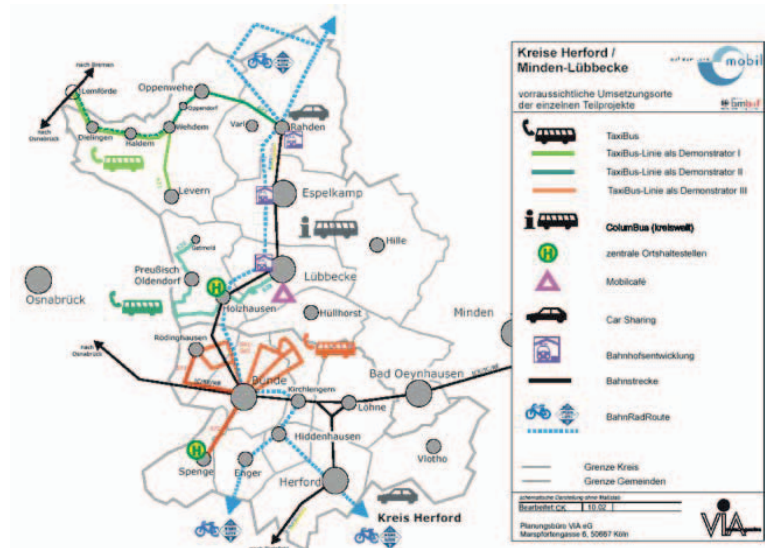 nach Bremen
Lemförde
nach
Osnabrück
Dielingen
Haldem
Wehdem
Oppendorf
Oppenwehe
Varl
Rahden
Levern
Espelkamp
Hille
Getmold
Preußisch
Oldendorf
Lübbecke
Osnabrück
Holzhausen
Hüllhorst
Minden
Rödinghausen
nach
Osnabrück
Bünde
Kirchlengern
Bad Oeynhausen
Löhne
Hiddenhausen
Vlotho
Spenge
Enger
Herford
Kreis Herford
Kreise Herford /
Minden-Lübbecke
mobil
vorraussichtliche Umsetzungsorte
der einzelnen Teilprojekte
TaxiBus
TaxiBus-Linie als Demonstrator I
TaxiBus-Linie als Demonstrator II
TaxiBus-Linie als Demonstrator III
ColumBus (kreisweit)
H
zentrale Ortshaltestellen
Mobilcafé
Car Sharing
Bahnhofsentwicklung
Bahnstrecke
BahnRadRoute
Grenze Kreis
Grenze Gemeinden
schematische Darstellung ohne Maßstab
Bearbeitet: CK 10.02
Planungsbüro VIA eG
Marspfortengasse 6, 50667 Köln
VIA